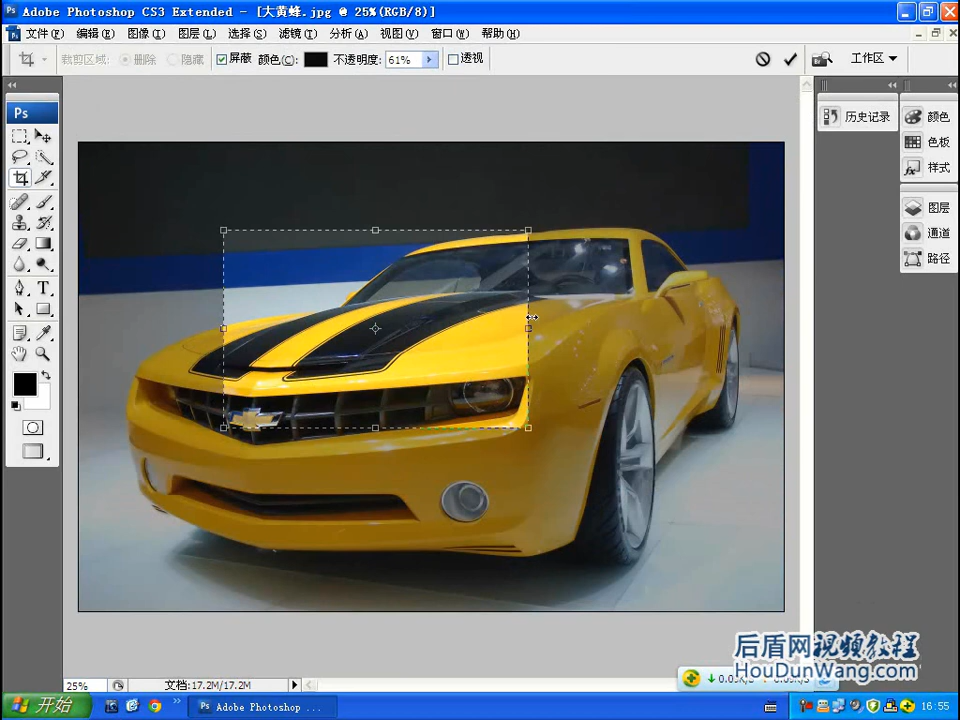 Adobe Photoshop CS3 Extended - [大黄蜂.jpg @ 25%(RGB/8)]
文件(F) 编辑(E) 图像(I) 图层(L) 选择(S) 滤镜(T) 分析(A) 视图(V) 窗口(W) 帮助(H)
裁剪区域: 删除 隐藏 屏蔽 颜色(C): 不透明度: 61% 透视 工作区
Ps
历史记录
颜色
色板
样式
图层
通道
路径
后盾网视频教程
HouDunWang.com
25% 文档:17.2M/17.2M
开始 Adobe Photoshop ... 16:55